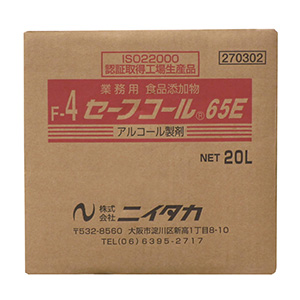 ISO22000
認証取得工場生産品
270302
業務用 食品添加物
F-4 セーフコール®65E
アルコール製剤
NET 20L
株式会社 ニイタカ
〒532-8560 大阪市淀川区新高1丁目8-10
TEL(06)6395-2717